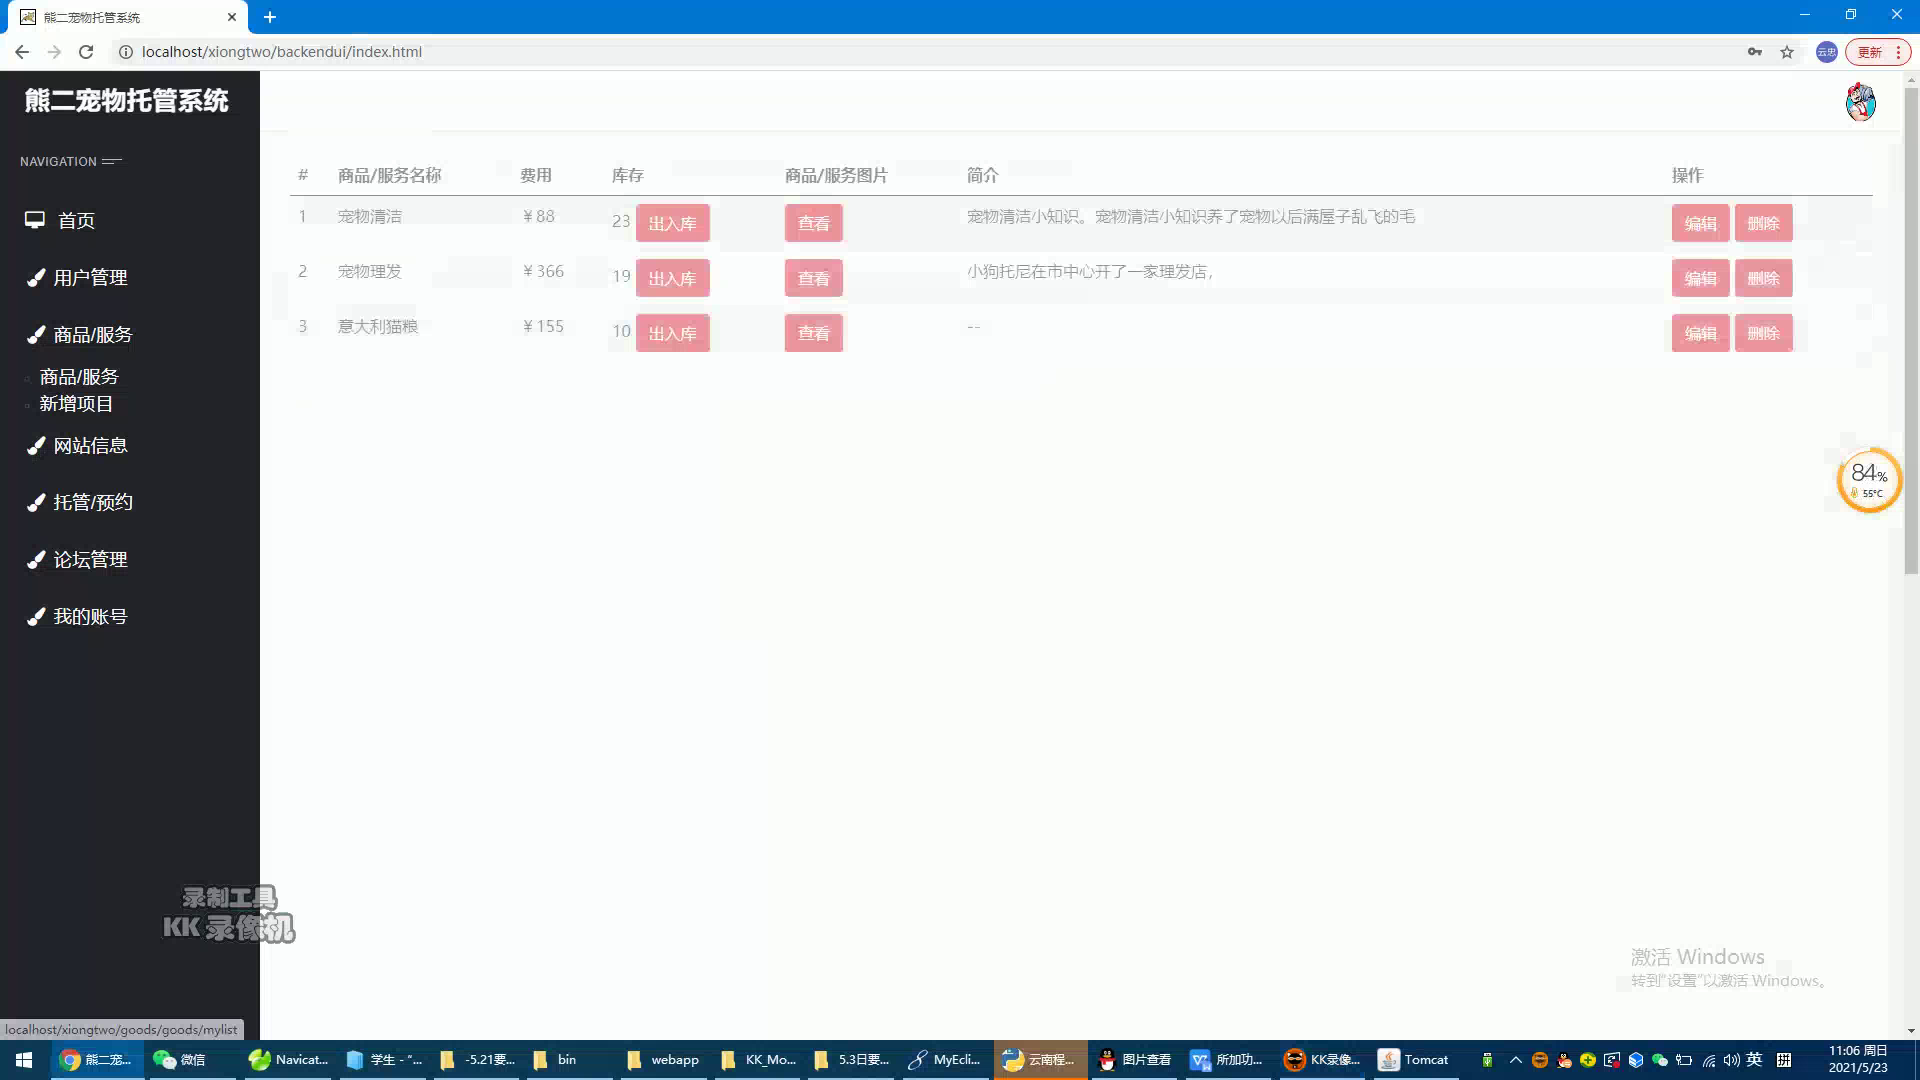 熊二宠物托管系统
localhost/xiongtwo/backendui/index.html
云忠
更新
熊二宠物托管系统
NAVIGATION
首页
用户管理
商品/服务
商品/服务
新增项目
网站信息
托管/预约
论坛管理
我的账号
# 商品/服务名称 费用 库存 商品/服务图片 简介 操作
1 宠物清洁 ￥88 23 出入库 查看 宠物清洁小知识。宠物清洁小知识养了宠物以后满屋子乱飞的毛 编辑 删除
2 宠物理发 ￥366 19 出入库 查看 小狗托尼在市中心开了一家理发店， 编辑 删除
3 意大利猫粮 ￥155 10 出入库 查看 -- 编辑 删除
84%
55°C
录制工具
KK 录像机
激活 Windows
转到"设置"以激活 Windows。
localhost/xiongtwo/goods/goods/mylist
熊二宠... 微信 Navicat... 学生 - "... -5.21要... bin webapp KK_Mo... 5.3日要... MyEcli... 云南程... 图片查看 所加功... KK录像... Tomcat 英 拼
11:06 周日
2021/5/23